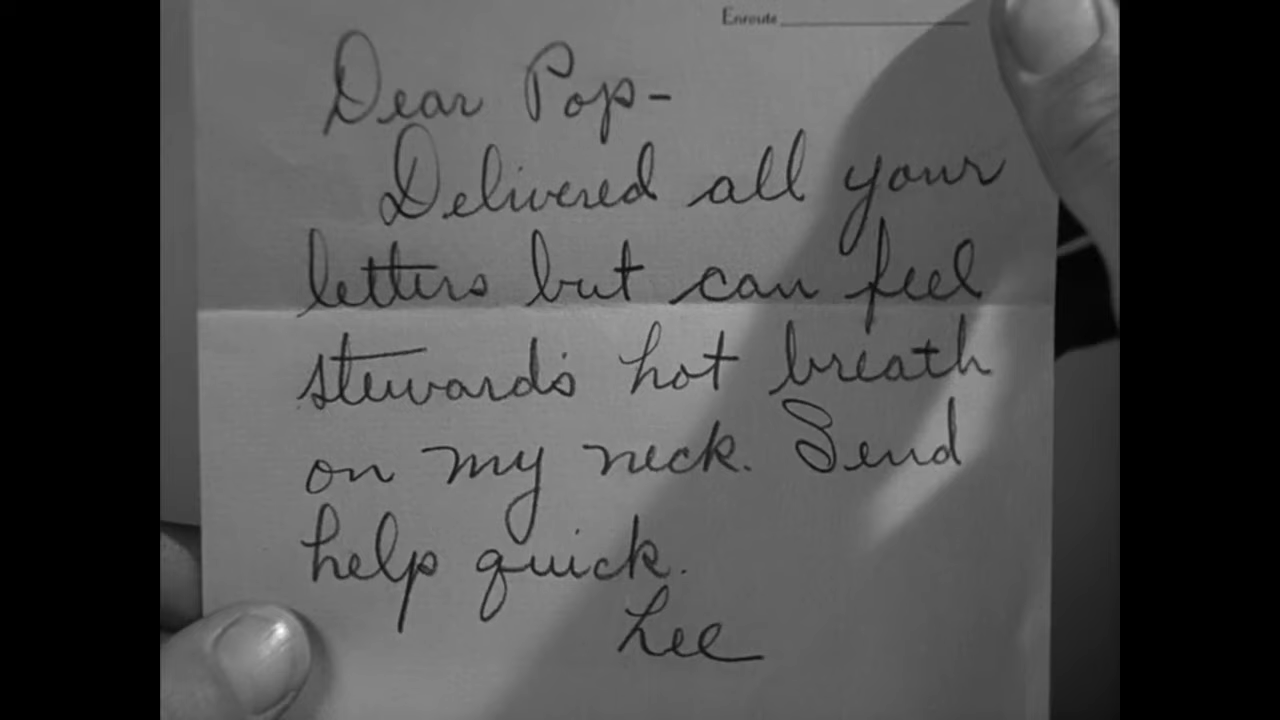 Enroute
Dear Pop-
Delivered all your
letters but can feel
steward's hot breath
on my neck. Send
help quick.
Lee